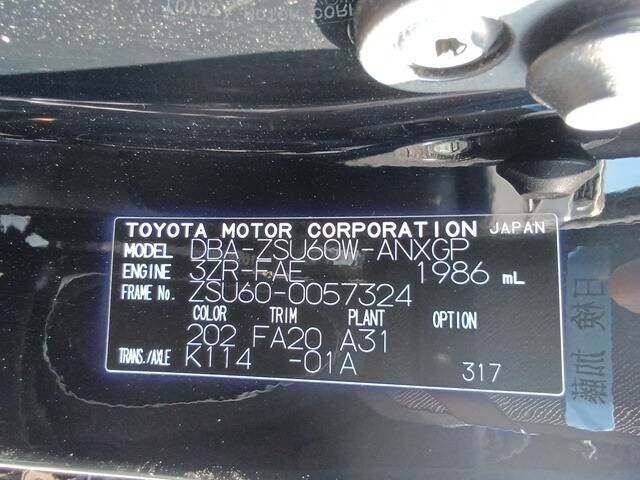 TOYOTA MOTOR CORPORATION JAPAN
MODEL DBA-ZSU60W-ANXGP
ENGINE 3ZR-FAE 1986 mL
FRAME No. ZSU60-0057324
COLOR TRIM PLANT OPTION
202 FA20 A31
TRANS./AXLE K114 -01A 317